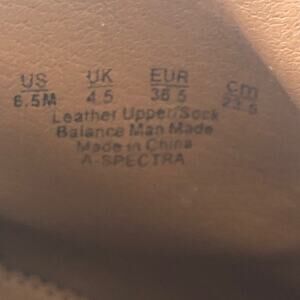 US UK EUR cm
6.5M 4.5 36.5 23.5
Leather Upper/Sock
Balance Man Made
Made in China
A-SPECTRA